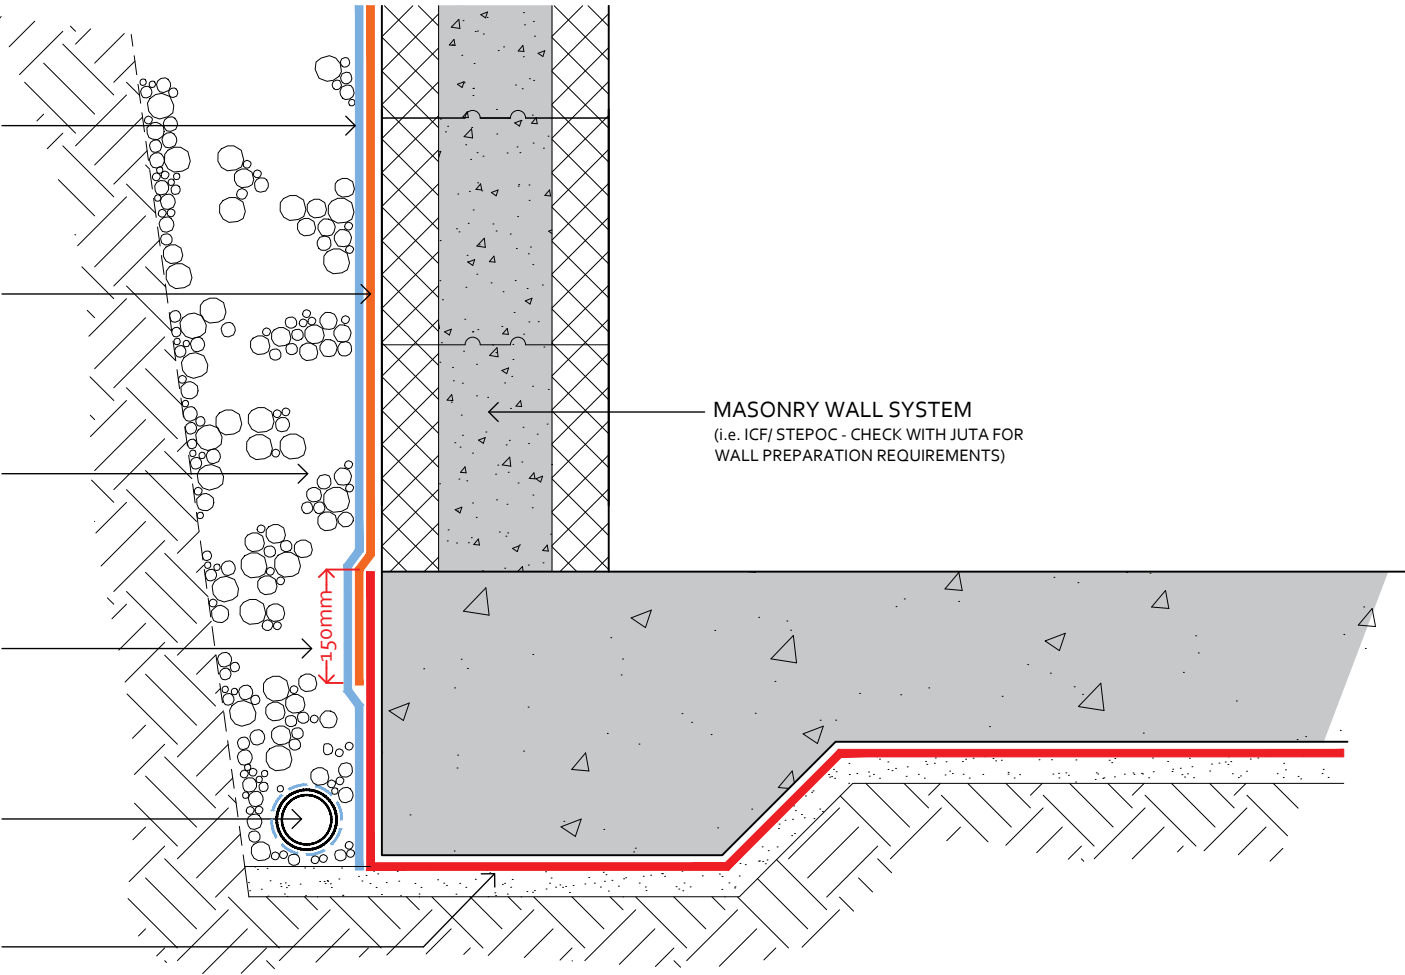 MASONRY WALL SYSTEM
(i.e. ICF/ STEPOC - CHECK WITH JUTA FOR
WALL PREPARATION REQUIREMENTS)
150mm